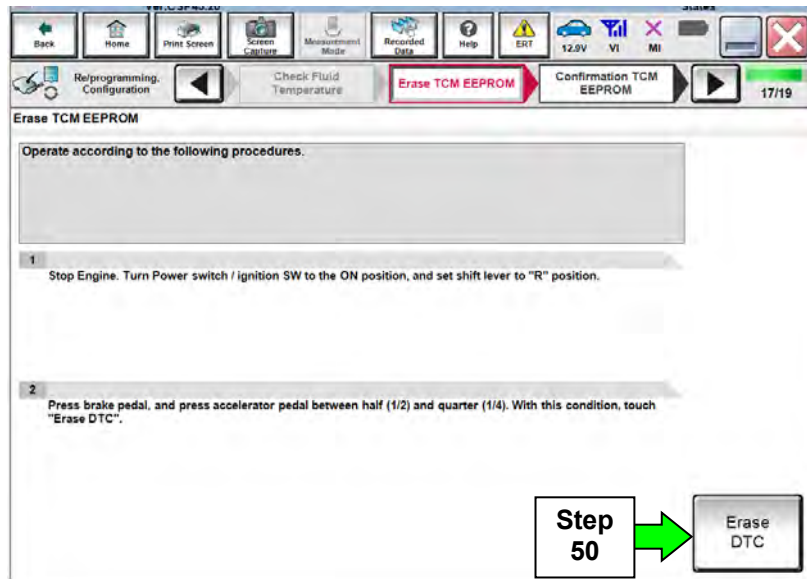 Back
Home
Print Screen
Screen
Capture
Measurement
Mode
Recorded
Data
Help
ERT
12.9V
VI
MI
Re/programming,
Configuration
Check Fluid
Temperature
Erase TCM EEPROM
Confirmation TCM
EEPROM
17/19
Erase TCM EEPROM
Operate according to the following procedures.
1
Stop Engine. Turn Power switch / ignition SW to the ON position, and set shift lever to "R" position.
2
Press brake pedal, and press accelerator pedal between half (1/2) and quarter (1/4). With this condition, touch
"Erase DTC".
Step
50
Erase
DTC